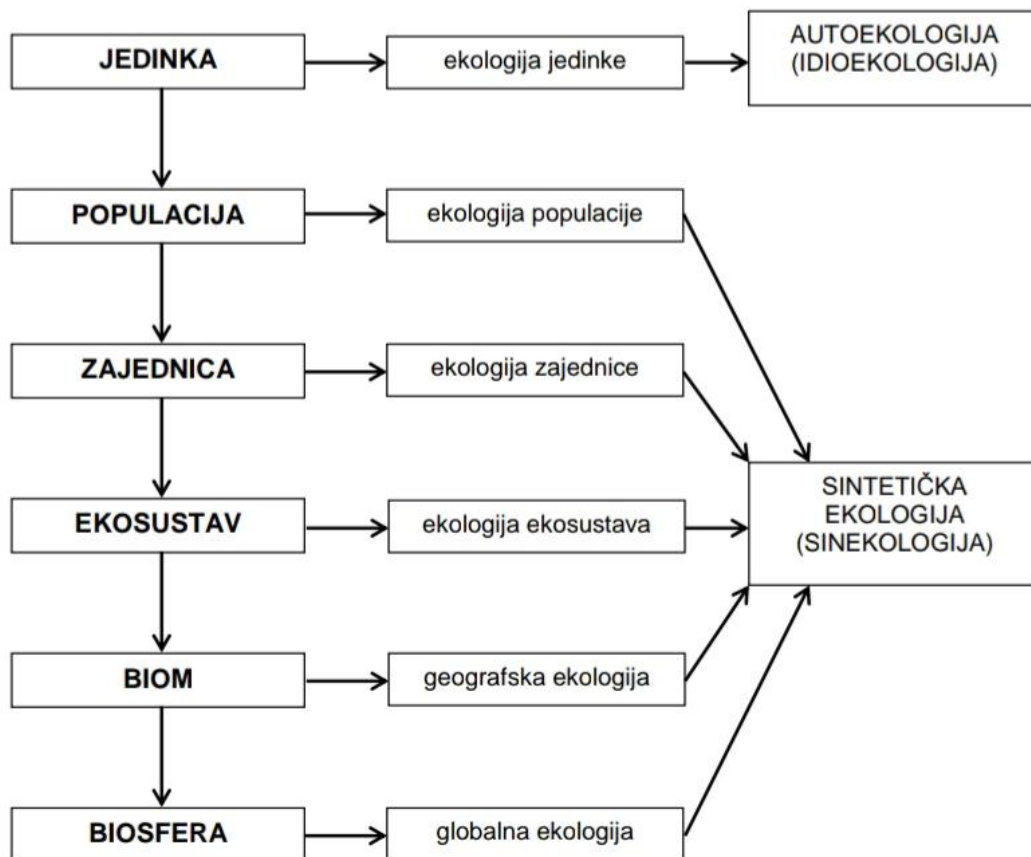 JEDINKA
ekologija jedinke
AUTOEKOLOGIJA
(IDIOEKOLOGIJA)
POPULACIJA
ekologija populacije
ZAJEDNICA
ekologija zajednice
EKOSUSTAV
ekologija ekosustava
SINTETIČKA
EKOLOGIJA
(SINEKOLOGIJA)
BIOM
geografska ekologija
BIOSFERA
globalna ekologija